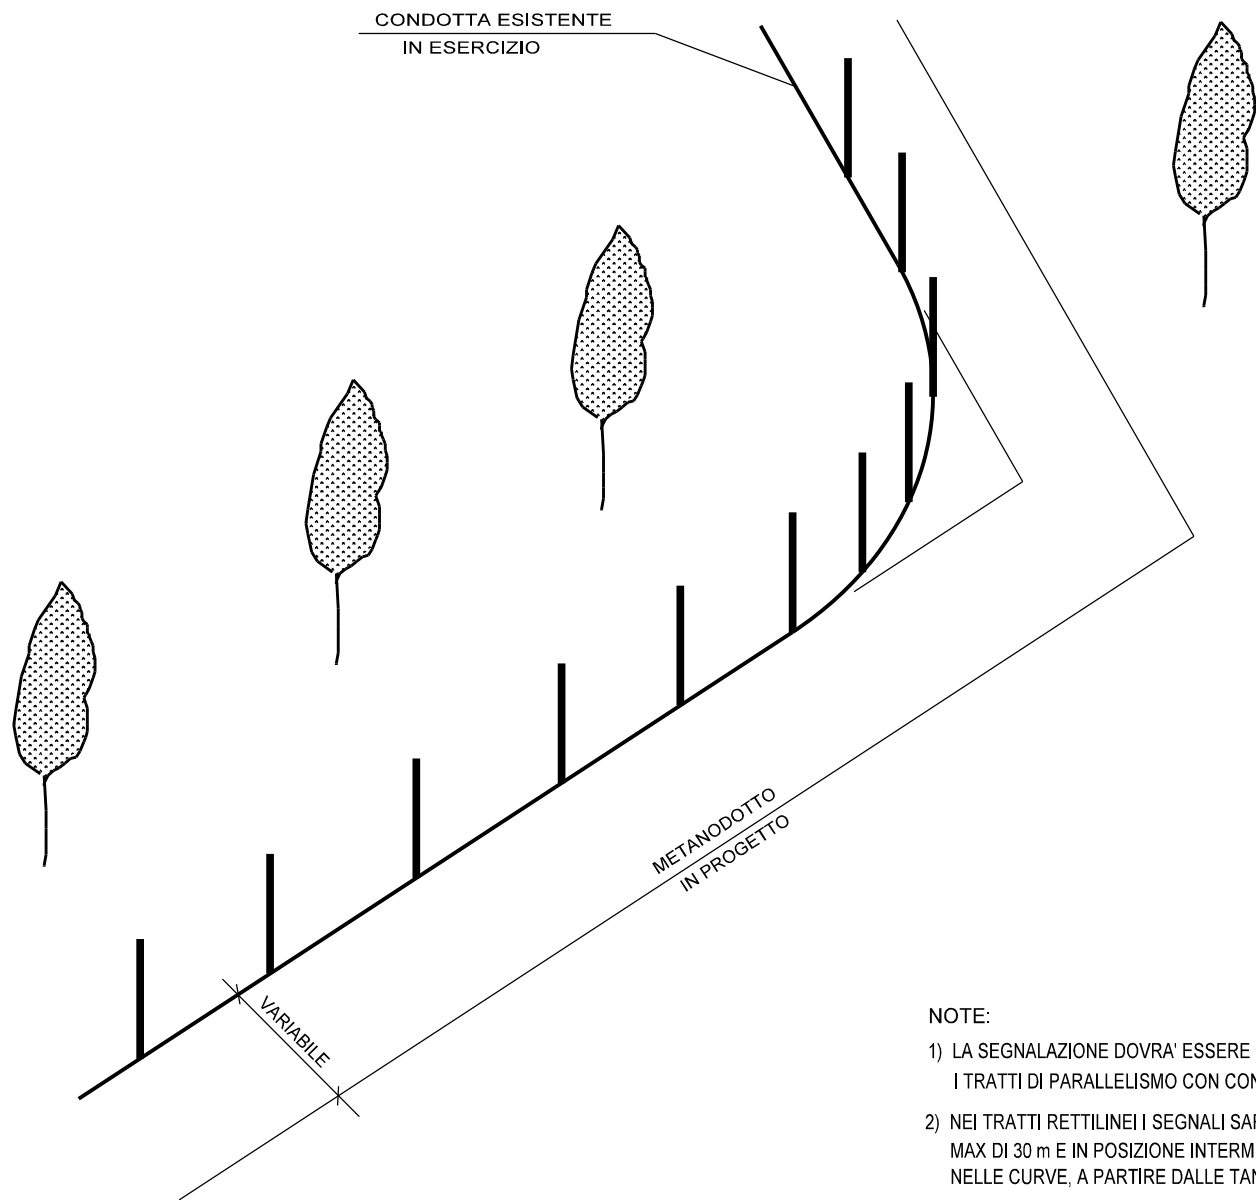 CONDOTTA ESISTENTE
IN ESERCIZIO
METANODOTTO
IN PROGETTO
VARIABILE
NOTE:
1) LA SEGNALAZIONE DOVRA' ESSERE
I TRATTI DI PARALLELISMO CON
2) NEI TRATTI RETTILINEI I SEGNALI
MAX DI 30 m E IN POSIZIONE
NELLE CURVE, A PARTIRE DALLE